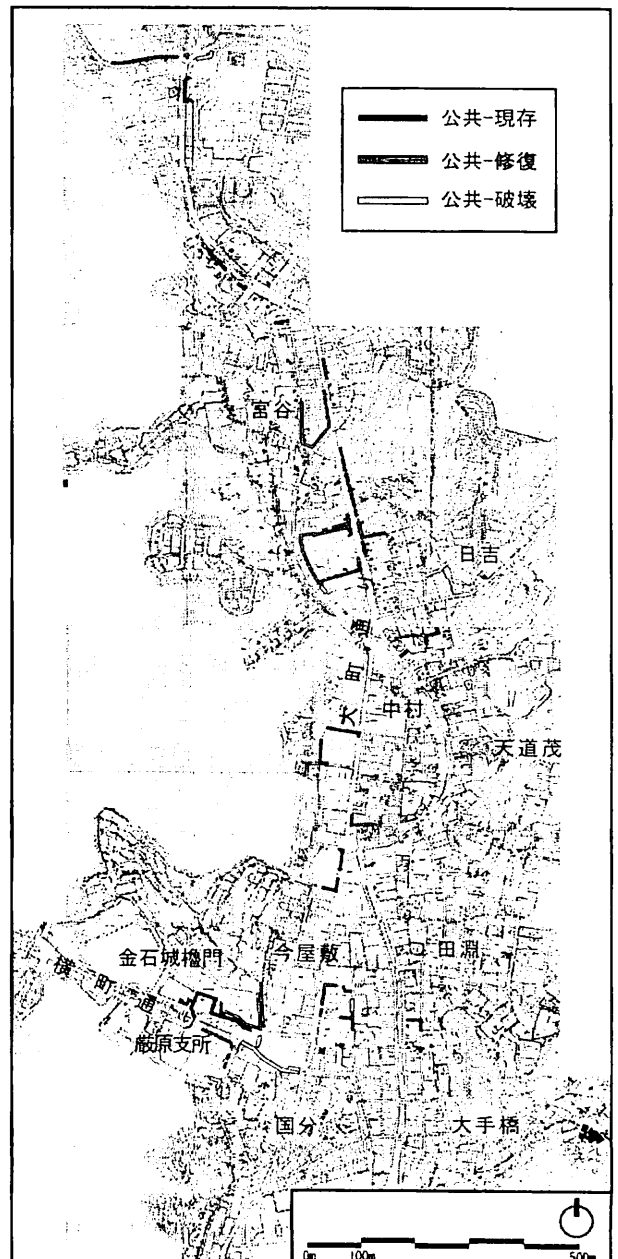 公共-現存
公共-修復
公共-破壊
宮谷
日吉
大町通
中村
天道茂
金石城櫓門
今屋敷
田淵
横町通
厳原支所
国分
大手橋
0m 100m 500m